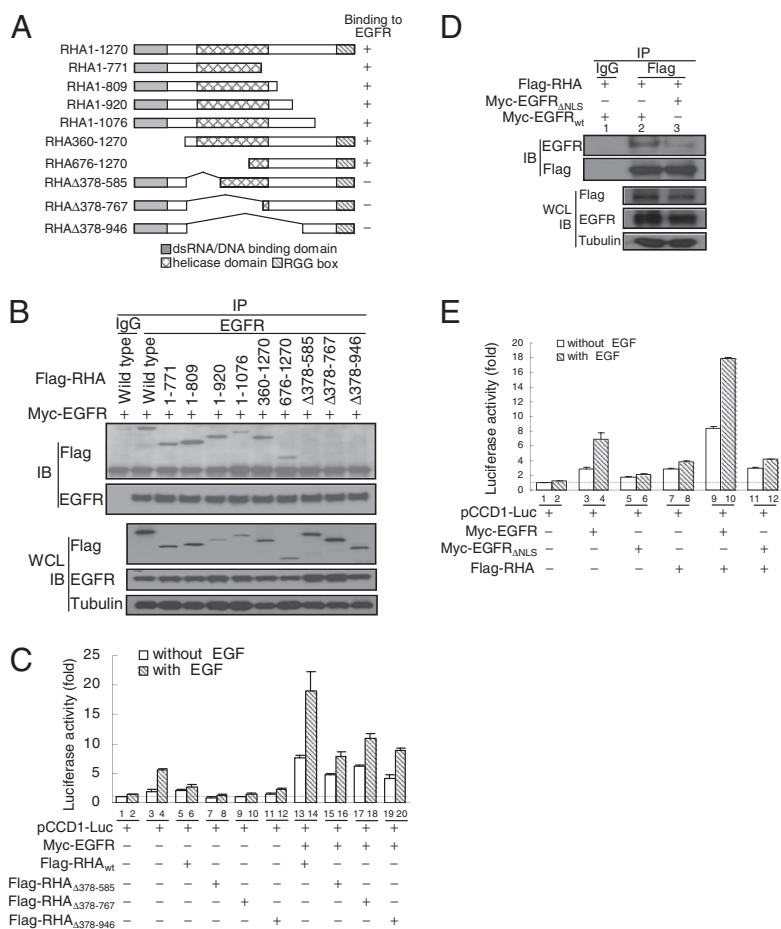 A
Binding to
EGFR
RHA1-1270 +
RHA1-771 +
RHA1-809 +
RHA1-920 +
RHA1-1076 +
RHA360-1270 +
RHA676-1270 +
RHAΔ378-585 –
RHAΔ378-767 –
RHAΔ378-946 –
dsRNA/DNA binding domain
helicase domain RGG box
B
IP
IgG EGFR
Flag-RHA Wild type Wild type 1-771 1-809 1-920 1-1076 360-1270 676-1270 Δ378-585 Δ378-767 Δ378-946
Myc-EGFR + + + + + + + + + + +
IB
Flag
EGFR
WCL
IB
Flag
EGFR
Tubulin
C
without EGF
with EGF
Luciferase activity (fold)
25
20
15
10
5
0
1 2 3 4 5 6 7 8 9 10 11 12 13 14 15 16 17 18 19 20
pCCD1-Luc + + + + + + + + + +
Myc-EGFR – – – – – – + + + +
Flag-RHAwt – – + – – – + – – –
Flag-RHAΔ378-585 – – – + – – – + – –
Flag-RHAΔ378-767 – – – – + – – – + –
Flag-RHAΔ378-946 – – – – – + – – – +
D
IP
IgG Flag
Flag-RHA + + +
Myc-EGFRΔNLS – – +
Myc-EGFRwt + + –
1 2 3
IB
EGFR
Flag
WCL
IB
Flag
EGFR
Tubulin
E
without EGF
with EGF
Luciferase activity (fold)
20
18
16
14
12
10
8
6
4
2
0
1 2 3 4 5 6 7 8 9 10 11 12
pCCD1-Luc + + + + + +
Myc-EGFR – + – – + –
Myc-EGFRΔNLS – – + – – +
Flag-RHA – – – + + +